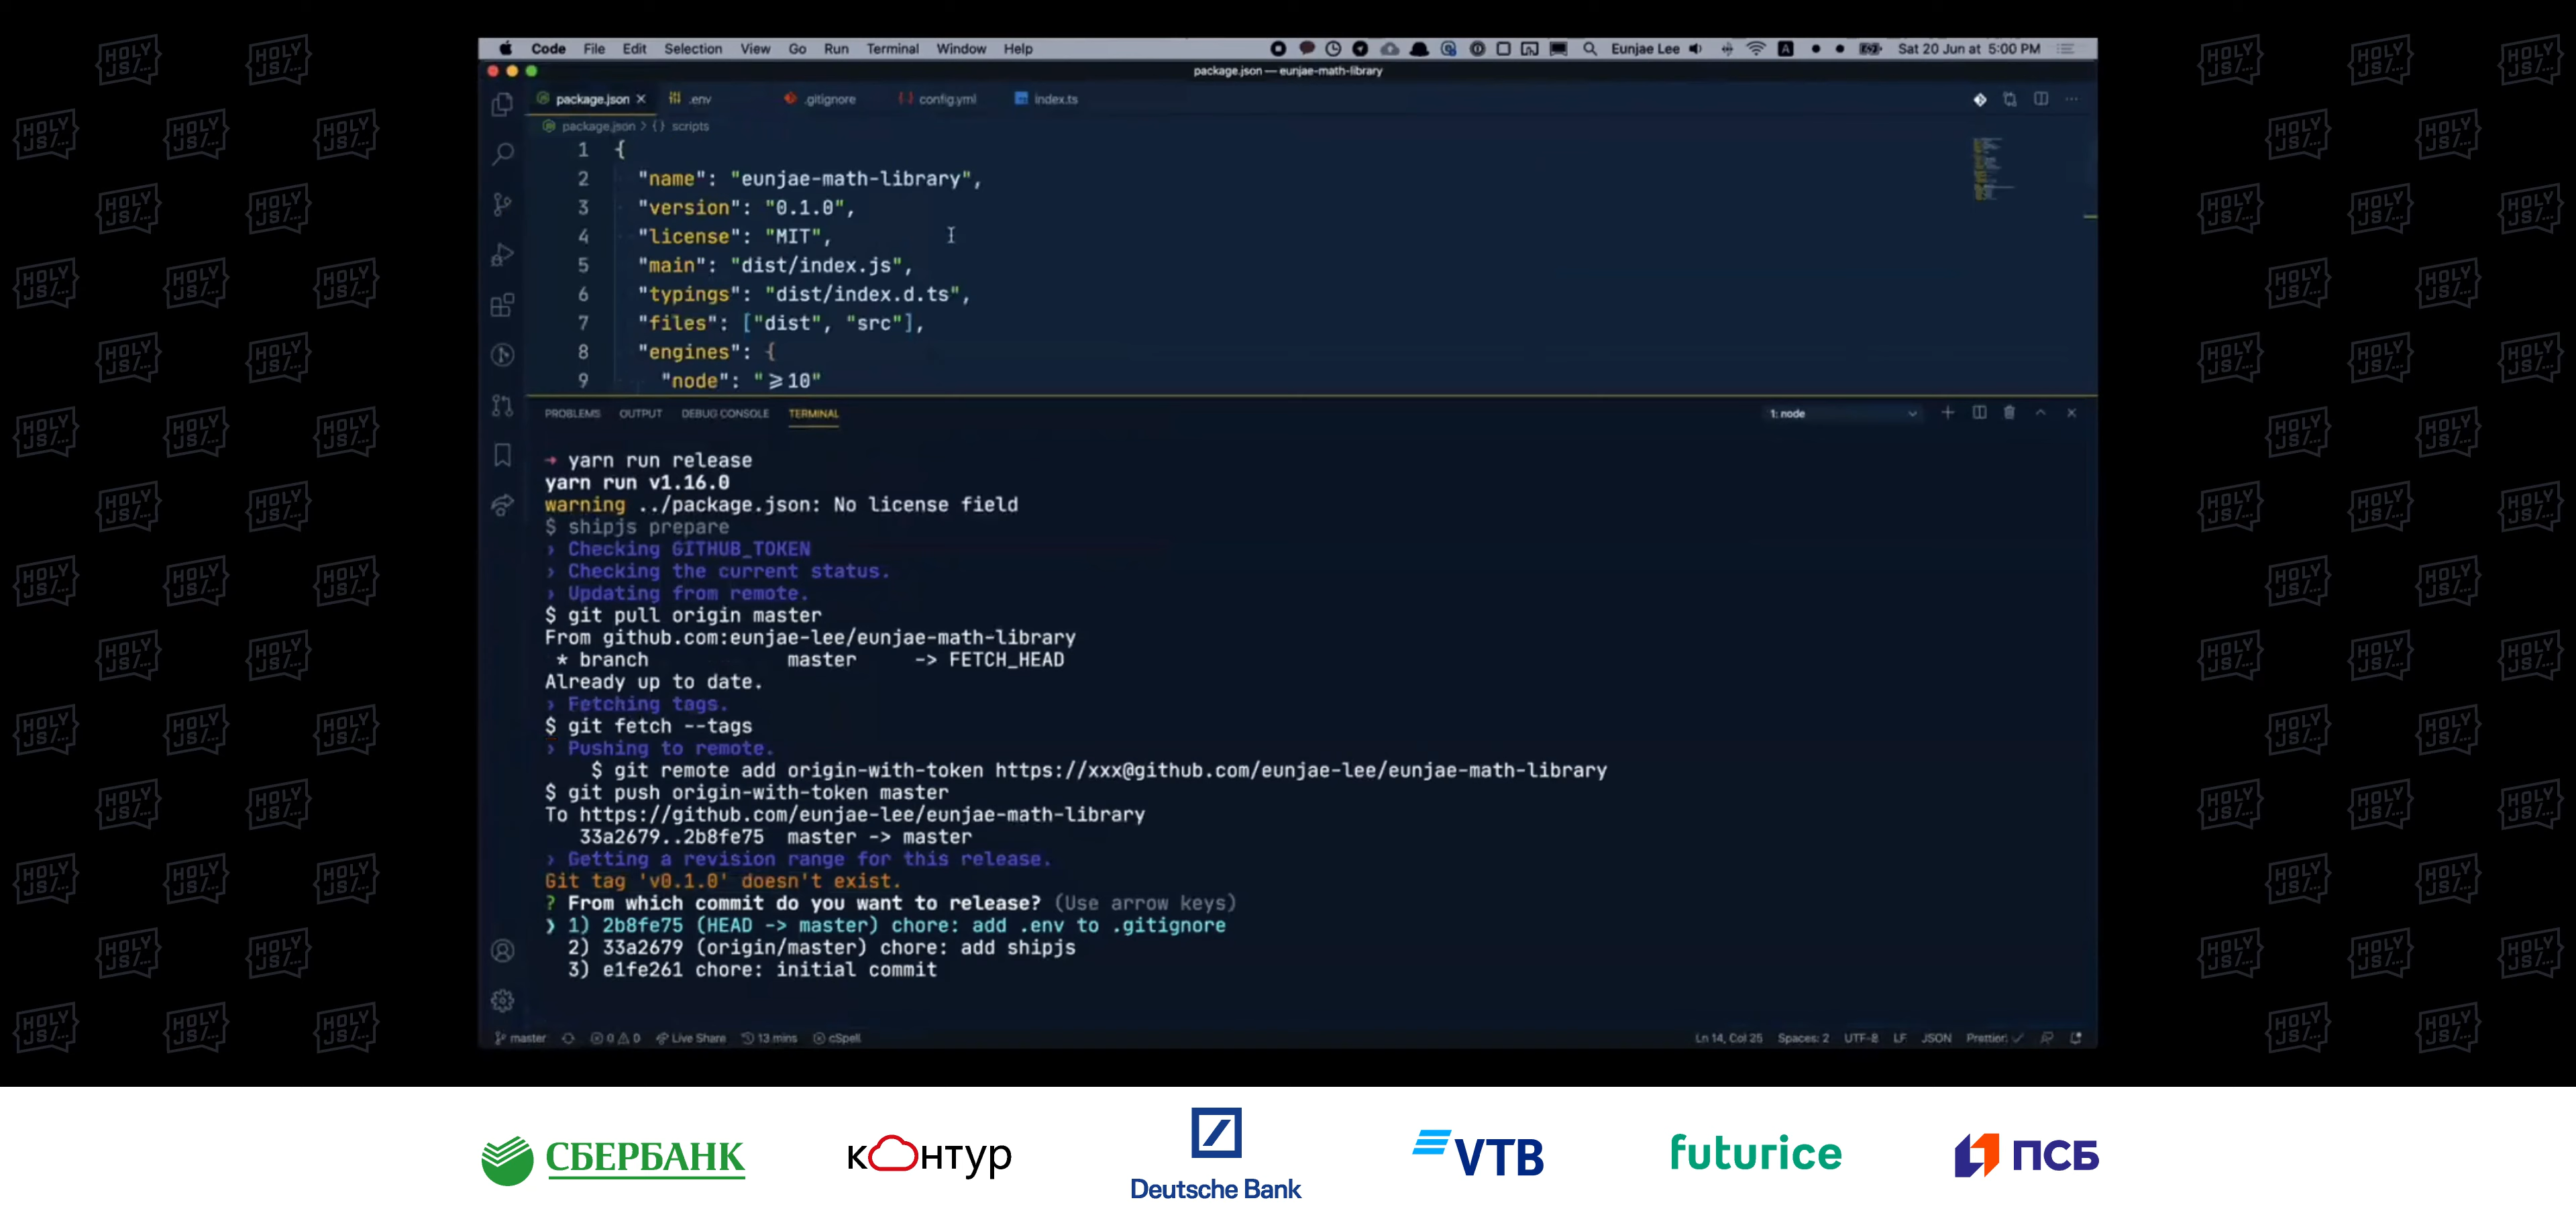 Code File Edit Selection View Go Run Terminal Window Help Eunjae Lee A Sat 20 Jun at 5:00 PM
package.json — eunjae-math-library
package.json .env .gitignore config.yml index.ts
package.json > {} scripts
1 {
2 "name": "eunjae-math-library",
3 "version": "0.1.0",
4 "license": "MIT",
5 "main": "dist/index.js",
6 "typings": "dist/index.d.ts",
7 "files": ["dist", "src"],
8 "engines": {
9 "node": "⩾10"
PROBLEMS OUTPUT DEBUG CONSOLE TERMINAL 1: node
→ yarn run release
yarn run v1.16.0
warning ../package.json: No license field
$ shipjs prepare
› Checking GITHUB_TOKEN
› Checking the current status.
› Updating from remote.
$ git pull origin master
From github.com:eunjae-lee/eunjae-math-library
* branch master -> FETCH_HEAD
Already up to date.
› Fetching tags.
$ git fetch --tags
› Pushing to remote.
$ git remote add origin-with-token https://xxx@github.com/eunjae-lee/eunjae-math-library
$ git push origin-with-token master
To https://github.com/eunjae-lee/eunjae-math-library
33a2679..2b8fe75 master -> master
› Getting a revision range for this release.
Git tag 'v0.1.0' doesn't exist.
? From which commit do you want to release? (Use arrow keys)
❯ 1) 2b8fe75 (HEAD -> master) chore: add .env to .gitignore
2) 33a2679 (origin/master) chore: add shipjs
3) e1fe261 chore: initial commit
master 0 0 Live Share 13 mins cSpell Ln 14, Col 25 Spaces: 2 UTF-8 LF JSON Prettier: ✓
HOLY JS/...
СБЕРБАНК контур Deutsche Bank VTB futurice ПСБ